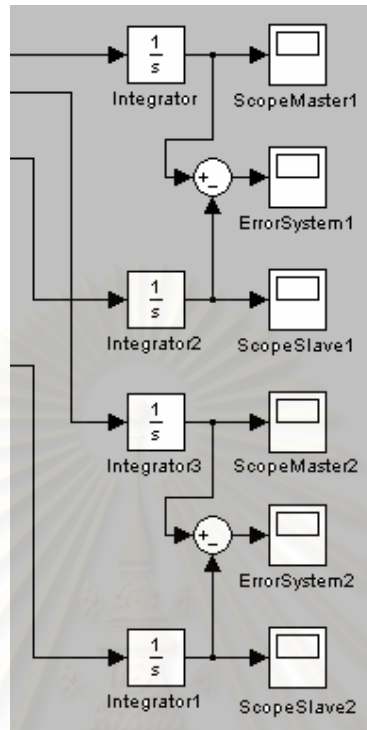 1
s
Integrator
ScopeMaster1
+
−
ErrorSystem1
1
s
Integrator2
ScopeSlave1
1
s
Integrator3
ScopeMaster2
+
−
ErrorSystem2
1
s
Integrator1
ScopeSlave2